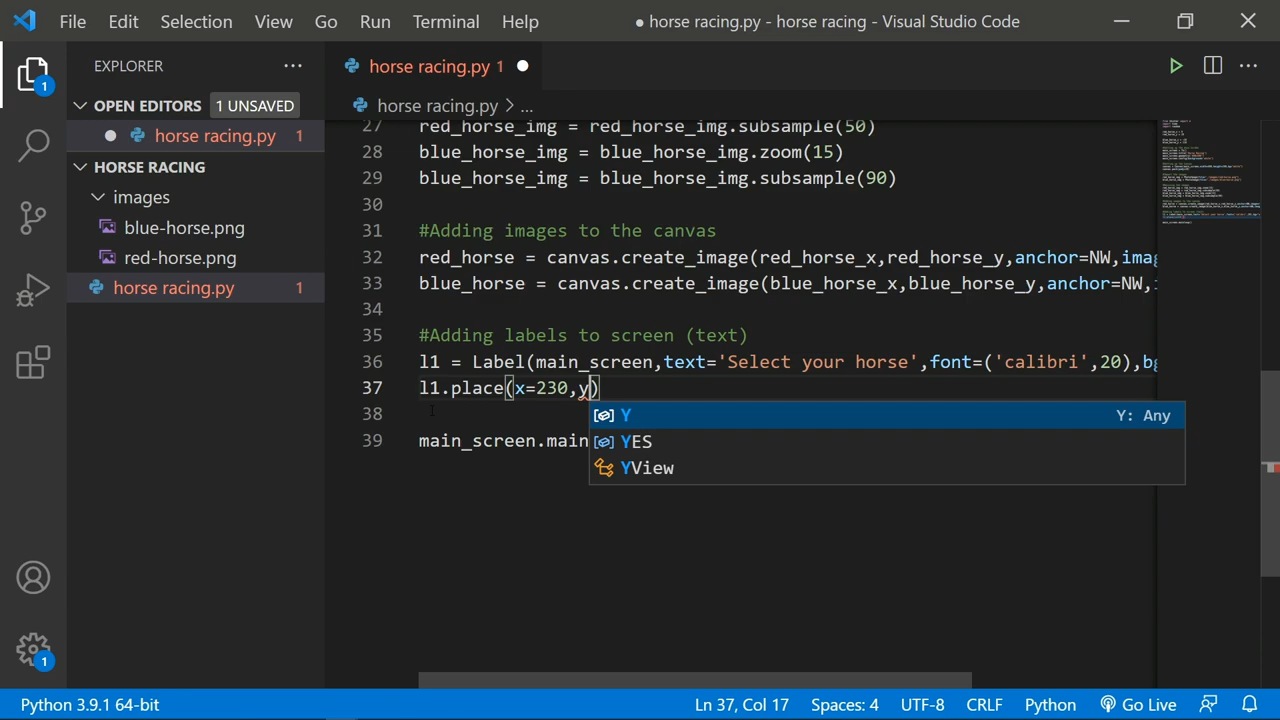 File Edit Selection View Go Run Terminal Help
● horse racing.py - horse racing - Visual Studio Code
EXPLORER
horse racing.py 1
OPEN EDITORS 1 UNSAVED
horse racing.py > ...
horse racing.py 1
HORSE RACING
images
blue-horse.png
red-horse.png
horse racing.py 1
1
1
27 red_horse_img = red_horse_img.subsample(50)
28 blue_horse_img = blue_horse_img.zoom(15)
29 blue_horse_img = blue_horse_img.subsample(90)
30
31 #Adding images to the canvas
32 red_horse = canvas.create_image(red_horse_x,red_horse_y,anchor=NW,imag
33 blue_horse = canvas.create_image(blue_horse_x,blue_horse_y,anchor=NW,i
34
35 #Adding labels to screen (text)
36 l1 = Label(main_screen,text='Select your horse',font=('calibri',20),bg
37 l1.place(x=230,y)
38
39 main_screen.main
Y Y: Any
YES
YView
Python 3.9.1 64-bit
Ln 37, Col 17 Spaces: 4 UTF-8 CRLF Python Go Live